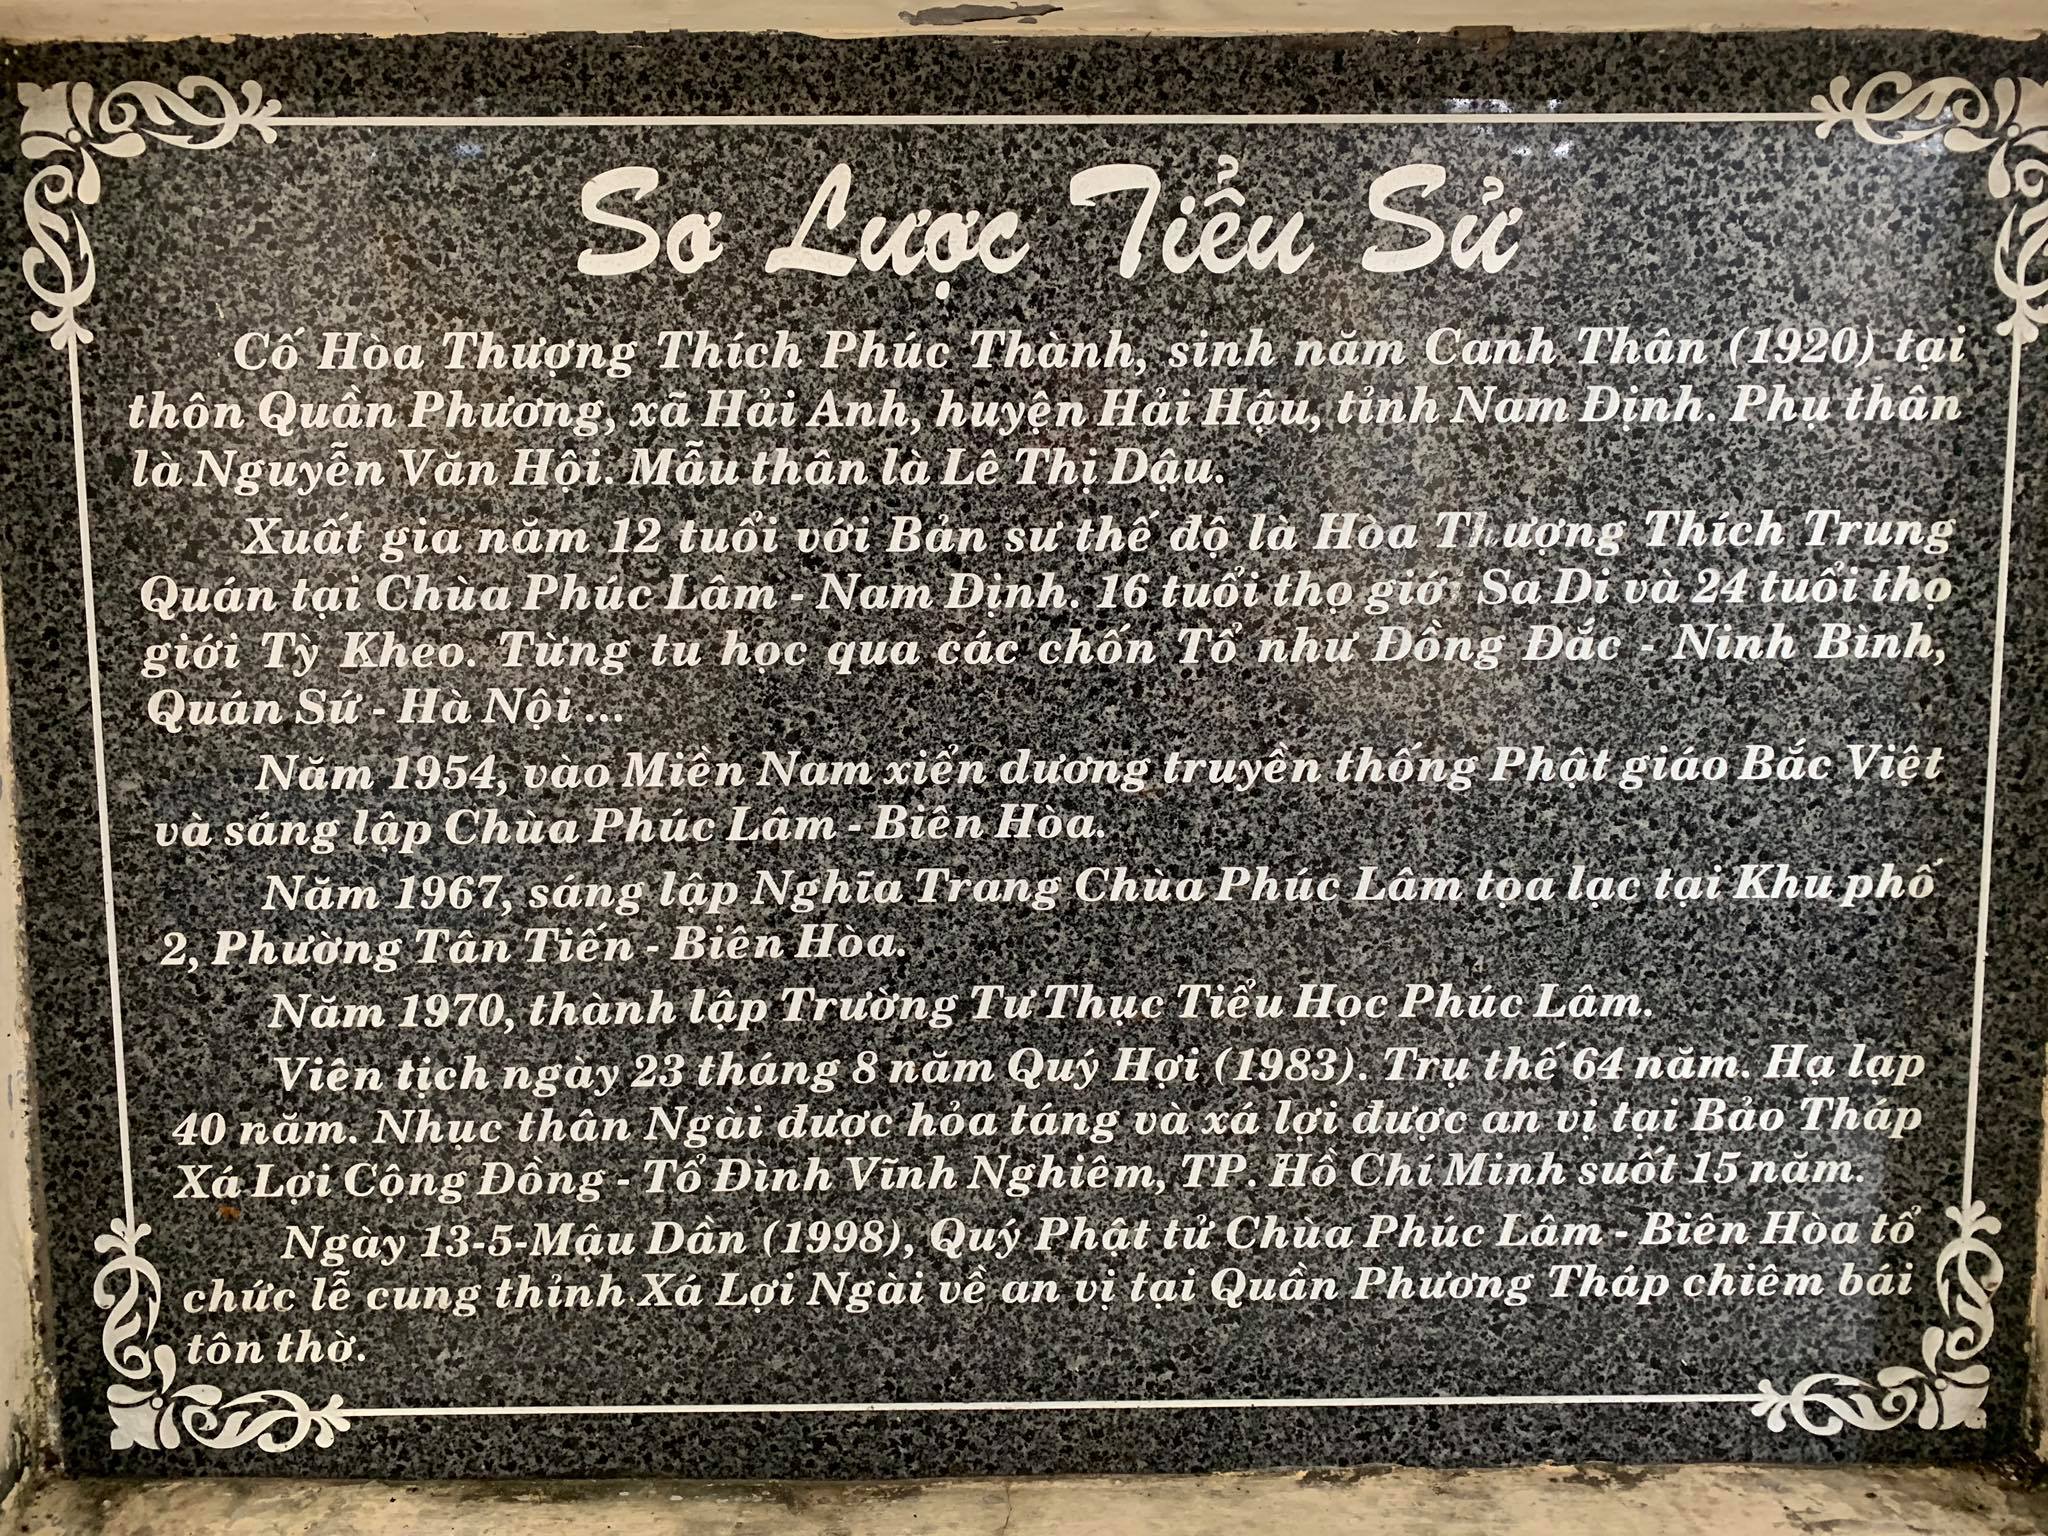 Sơ Lược Tiểu Sử
Cố Hòa Thượng Thích Phúc Thành, sinh năm Canh Thân (1920) tại
thôn Quần Phương, xã Hải Anh, huyện Hải Hậu, tỉnh Nam Định. Phụ thân
là Nguyễn Văn Hội. Mẫu thân là Lê Thị Dậu.
Xuất gia năm 12 tuổi với Bản sư thế độ là Hòa Thượng Thích Trung
Quán tại Chùa Phúc Lâm - Nam Định. 16 tuổi thọ giới Sa Di và 24 tuổi thọ
giới Tỳ Kheo. Từng tu học qua các chốn Tổ như Đồng Đắc - Ninh Bình,
Quán Sứ - Hà Nội ...
Năm 1954, vào Miền Nam xiển dương truyền thống Phật giáo Bắc Việt
và sáng lập Chùa Phúc Lâm - Biên Hòa.
Năm 1967, sáng lập Nghĩa Trang Chùa Phúc Lâm tọa lạc tại Khu phố
2, Phường Tân Tiến - Biên Hòa.
Năm 1970, thành lập Trường Tư Thục Tiểu Học Phúc Lâm.
Viên tịch ngày 23 tháng 8 năm Quý Hợi (1983). Trụ thế 64 năm. Hạ lạp
40 năm. Nhục thân Ngài được hỏa táng và xá lợi được an vị tại Bảo Tháp
Xá Lợi Cộng Đồng - Tổ Đình Vĩnh Nghiêm, TP. Hồ Chí Minh suốt 15 năm.
Ngày 13-5-Mậu Dần (1998), Quý Phật tử Chùa Phúc Lâm - Biên Hòa tổ
chức lễ cung thỉnh Xá Lợi Ngài về an vị tại Quần Phương Tháp chiêm bái
tôn thờ.